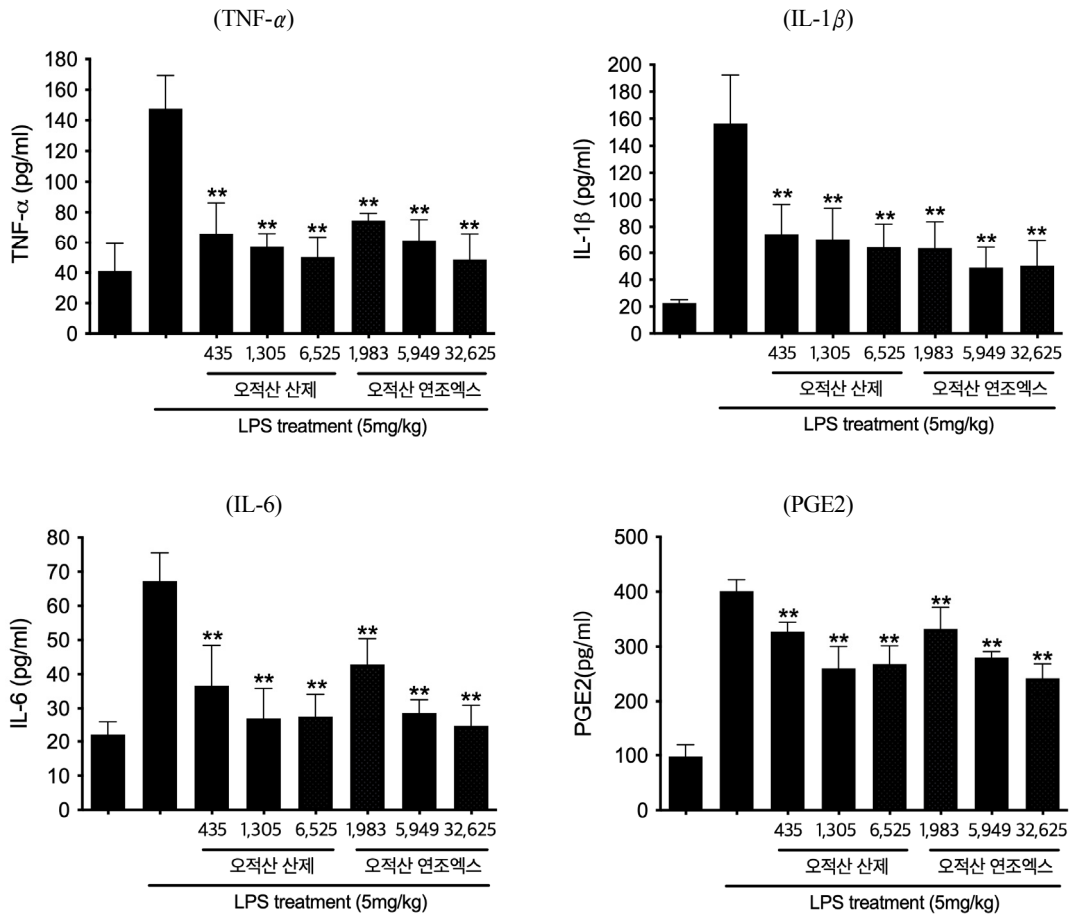 (TNF-α)
180
160
140
120
100
80
60
40
20
0
TNF-α (pg/ml)
** ** ** ** ** **
435 1,305 6,525 1,983 5,949 32,625
오적산 산제 오적산 연조엑스
LPS treatment (5mg/kg)
(IL-1β)
200
180
160
140
120
100
80
60
40
20
0
IL-1β (pg/ml)
** ** ** ** ** **
435 1,305 6,525 1,983 5,949 32,625
오적산 산제 오적산 연조엑스
LPS treatment (5mg/kg)
(IL-6)
80
70
60
50
40
30
20
10
0
IL-6 (pg/ml)
** ** ** ** ** **
435 1,305 6,525 1,983 5,949 32,625
오적산 산제 오적산 연조엑스
LPS treatment (5mg/kg)
(PGE2)
500
400
300
200
100
0
PGE2(pg/ml)
** ** ** ** ** **
435 1,305 6,525 1,983 5,949 32,625
오적산 산제 오적산 연조엑스
LPS treatment (5mg/kg)